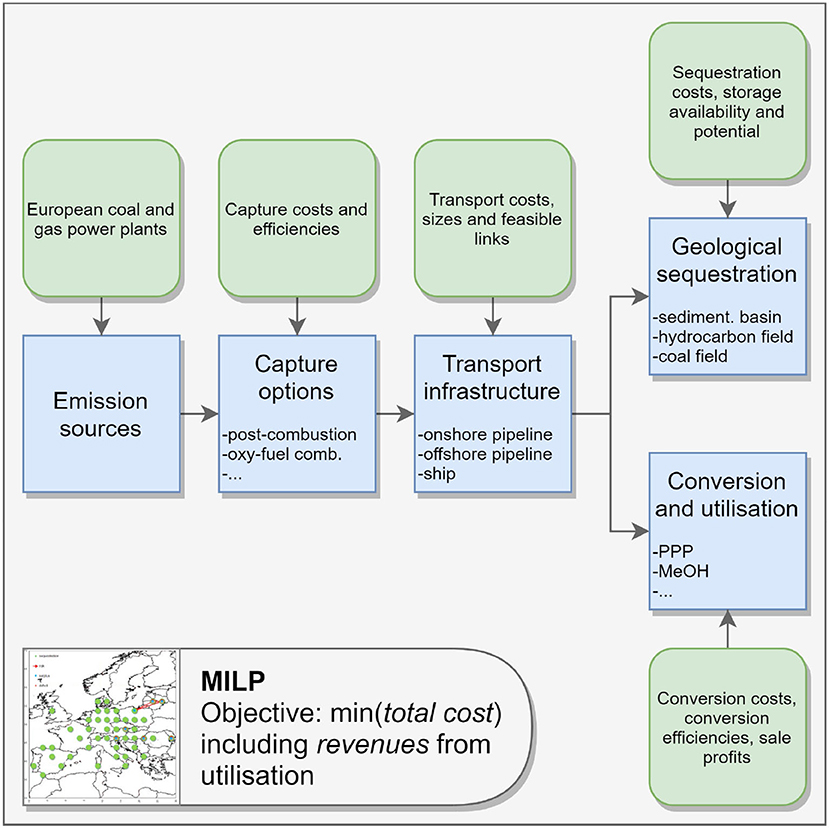 Sequestration
costs, storage
availability and
potential
European coal and
gas power plants
Capture costs and
efficiencies
Transport costs,
sizes and feasible
links
Geological
sequestration
-sediment. basin
-hydrocarbon field
-coal field
Emission
sources
Capture
options
-post-combustion
-oxy-fuel comb.
-...
Transport
infrastructure
-onshore pipeline
-offshore pipeline
-ship
Conversion
and utilisation
-PPP
-MeOH
-...
MILP
Objective: min(total cost)
including revenues from
utilisation
Conversion costs,
conversion
efficiencies, sale
profits